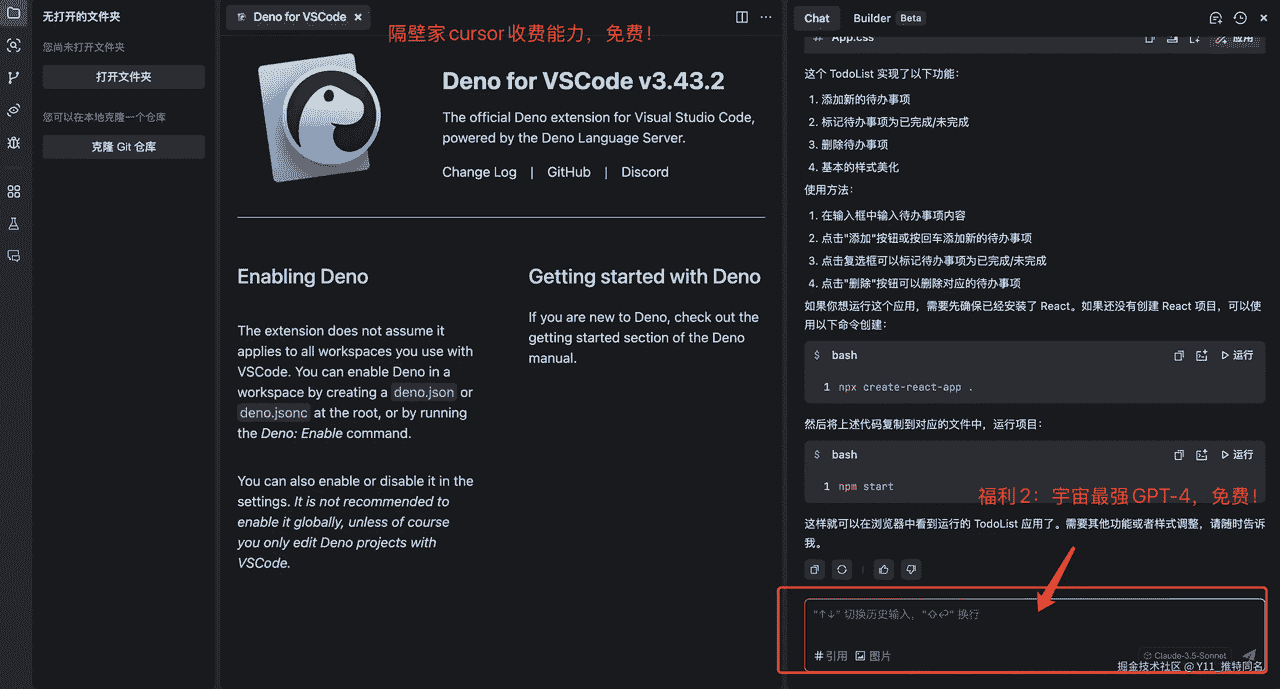 无打开的文件夹
您尚未打开文件夹
打开文件夹
您可以在本地克隆一个仓库
克隆 Git 仓库
Deno for VSCode
隔壁家cursor收费能力，免费！
Deno for VSCode v3.43.2
The official Deno extension for Visual Studio Code,
powered by the Deno Language Server.
Change Log | GitHub | Discord
Enabling Deno
The extension does not assume it
applies to all workspaces you use with
VSCode. You can enable Deno in a
workspace by creating a deno.json or
deno.jsonc at the root, or by running
the Deno: Enable command.
You can also enable or disable it in the
settings. It is not recommended to
enable it globally, unless of course
you only edit Deno projects with
VSCode.
Getting started with Deno
If you are new to Deno, check out the
getting started section of the Deno
manual.
Chat Builder Beta
# App.css 应用
这个 TodoList 实现了以下功能：
1. 添加新的待办事项
2. 标记待办事项为已完成/未完成
3. 删除待办事项
4. 基本的样式美化
使用方法：
1. 在输入框中输入待办事项内容
2. 点击"添加"按钮或按回车添加新的待办事项
3. 点击复选框可以标记待办事项为已完成/未完成
4. 点击"删除"按钮可以删除对应的待办事项
如果你想运行这个应用，需要先确保已经安装了 React。如果还没有创建 React 项目，可以使
用以下命令创建：
$ bash 运行
1 npx create-react-app .
然后将上述代码复制到对应的文件中，运行项目：
$ bash 运行
1 npm start
福利2：宇宙最强GPT-4，免费！
这样就可以在浏览器中看到运行的 TodoList 应用了。需要其他功能或者样式调整，请随时告诉
我。
"↑↓" 切换历史输入，"⇧↩" 换行
# 引用 图片
Claude-3.5-Sonnet
掘金技术社区 @ Y11_推特同名